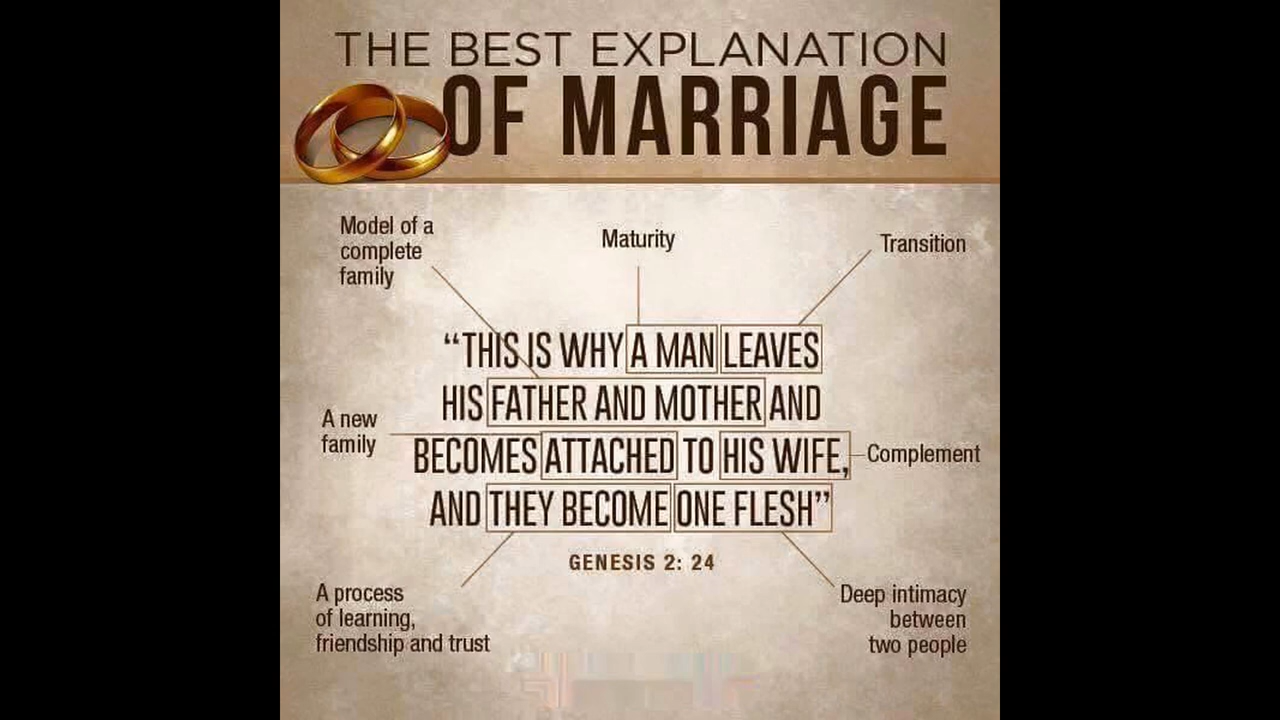 THE BEST EXPLANATION
OF MARRIAGE
Model of a
complete
family
Maturity
Transition
“THIS IS WHY A MAN LEAVES
HIS FATHER AND MOTHER AND
BECOMES ATTACHED TO HIS WIFE,
AND THEY BECOME ONE FLESH”
A new
family
Complement
GENESIS 2: 24
A process
of learning,
friendship and trust
Deep intimacy
between
two people